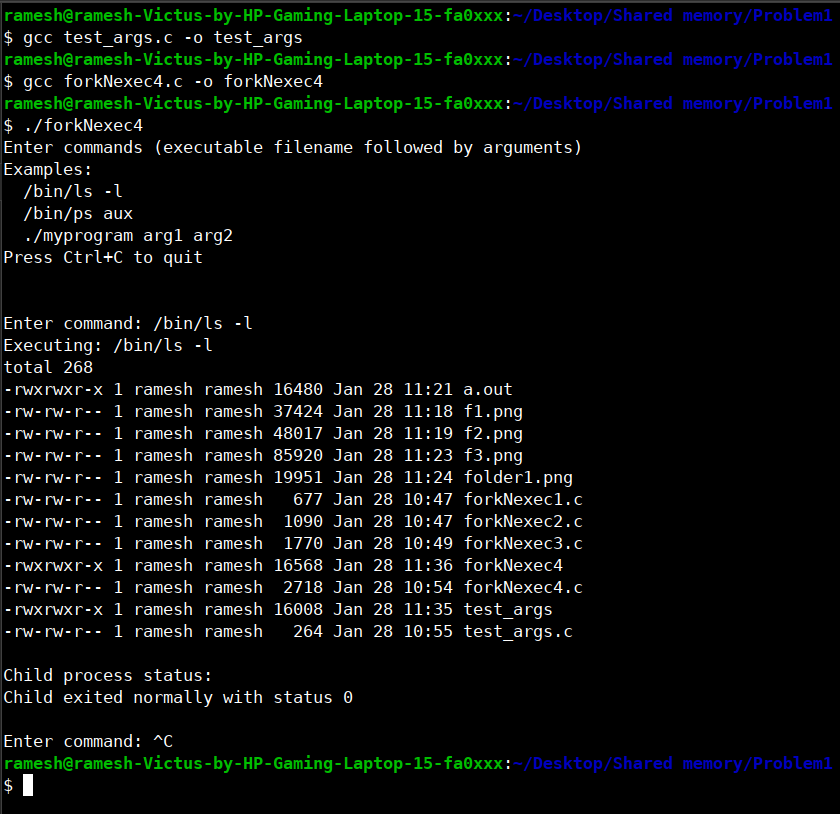 ramesh@ramesh-Victus-by-HP-Gaming-Laptop-15-fa0xxx:~/Desktop/Shared memory/Problem1
$ gcc test_args.c -o test_args
ramesh@ramesh-Victus-by-HP-Gaming-Laptop-15-fa0xxx:~/Desktop/Shared memory/Problem1
$ gcc forkNexec4.c -o forkNexec4
ramesh@ramesh-Victus-by-HP-Gaming-Laptop-15-fa0xxx:~/Desktop/Shared memory/Problem1
$ ./forkNexec4
Enter commands (executable filename followed by arguments)
Examples:
  /bin/ls -l
  /bin/ps aux
  ./myprogram arg1 arg2
Press Ctrl+C to quit
Enter command: /bin/ls -l
Executing: /bin/ls -l
total 268
-rwxrwxr-x 1 ramesh ramesh 16480 Jan 28 11:21 a.out
-rw-rw-r-- 1 ramesh ramesh 37424 Jan 28 11:18 f1.png
-rw-rw-r-- 1 ramesh ramesh 48017 Jan 28 11:19 f2.png
-rw-rw-r-- 1 ramesh ramesh 85920 Jan 28 11:23 f3.png
-rw-rw-r-- 1 ramesh ramesh 19951 Jan 28 11:24 folder1.png
-rw-rw-r-- 1 ramesh ramesh   677 Jan 28 10:47 forkNexec1.c
-rw-rw-r-- 1 ramesh ramesh  1090 Jan 28 10:47 forkNexec2.c
-rw-rw-r-- 1 ramesh ramesh  1770 Jan 28 10:49 forkNexec3.c
-rwxrwxr-x 1 ramesh ramesh 16568 Jan 28 11:36 forkNexec4
-rw-rw-r-- 1 ramesh ramesh  2718 Jan 28 10:54 forkNexec4.c
-rwxrwxr-x 1 ramesh ramesh 16008 Jan 28 11:35 test_args
-rw-rw-r-- 1 ramesh ramesh   264 Jan 28 10:55 test_args.c
Child process status:
Child exited normally with status 0
Enter command: ^C
ramesh@ramesh-Victus-by-HP-Gaming-Laptop-15-fa0xxx:~/Desktop/Shared memory/Problem1
$